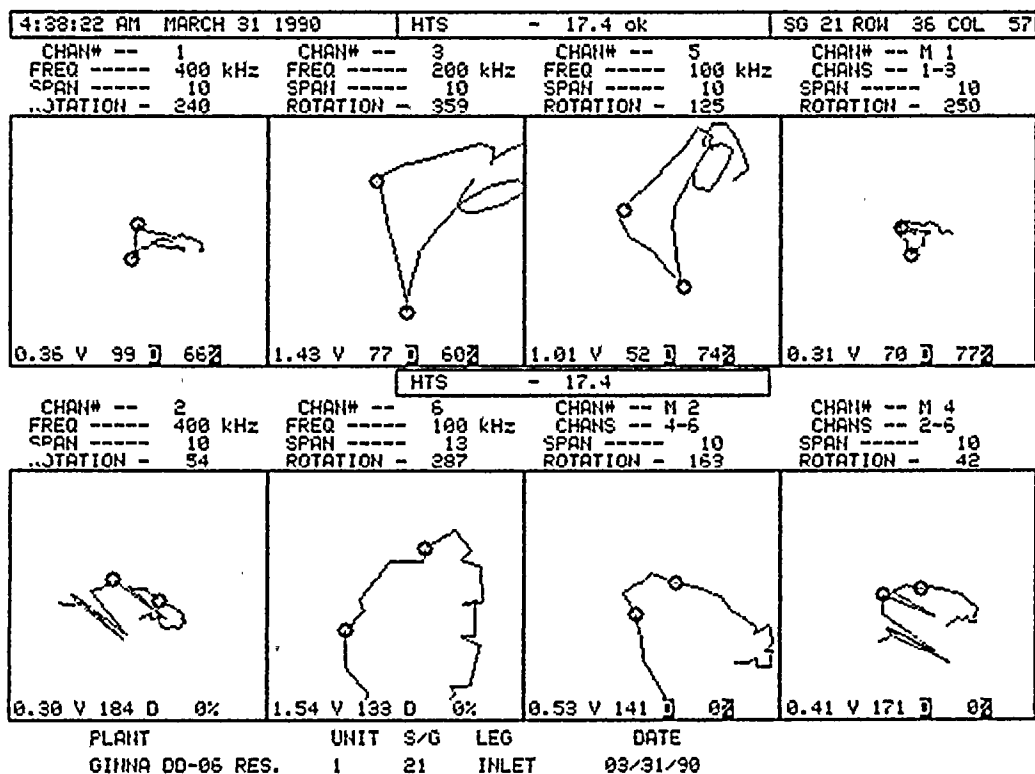 4:38:22 AM MARCH 31 1990 HTS - 17.4 ok SG 21 ROW 36 COL 57
CHAN# -- 1 CHAN# -- 3 CHAN# -- 5 CHAN# -- M 1
FREQ ----- 400 kHz FREQ ----- 200 kHz FREQ ----- 100 kHz CHANS -- 1-3
SPAN ----- 10 SPAN ----- 10 SPAN ----- 10 SPAN ----- 10
ROTATION - 240 ROTATION - 359 ROTATION - 125 ROTATION - 250
0.36 V 99 D 66% 1.43 V 77 D 60% 1.01 V 52 D 74% 0.31 V 70 D 77%
HTS - 17.4
CHAN# -- 2 CHAN# -- 6 CHAN# -- M 2 CHAN# -- M 4
FREQ ----- 400 kHz FREQ ----- 100 kHz CHANS -- 4-6 CHANS -- 2-6
SPAN ----- 10 SPAN ----- 13 SPAN ----- 10 SPAN ----- 10
ROTATION - 54 ROTATION - 287 ROTATION - 163 ROTATION - 42
0.30 V 184 D 0% 1.54 V 133 D 0% 0.53 V 141 D 0% 0.41 V 171 D 0%
PLANT UNIT S/G LEG DATE
GINNA DD-06 RES. 1 21 INLET 03/31/90